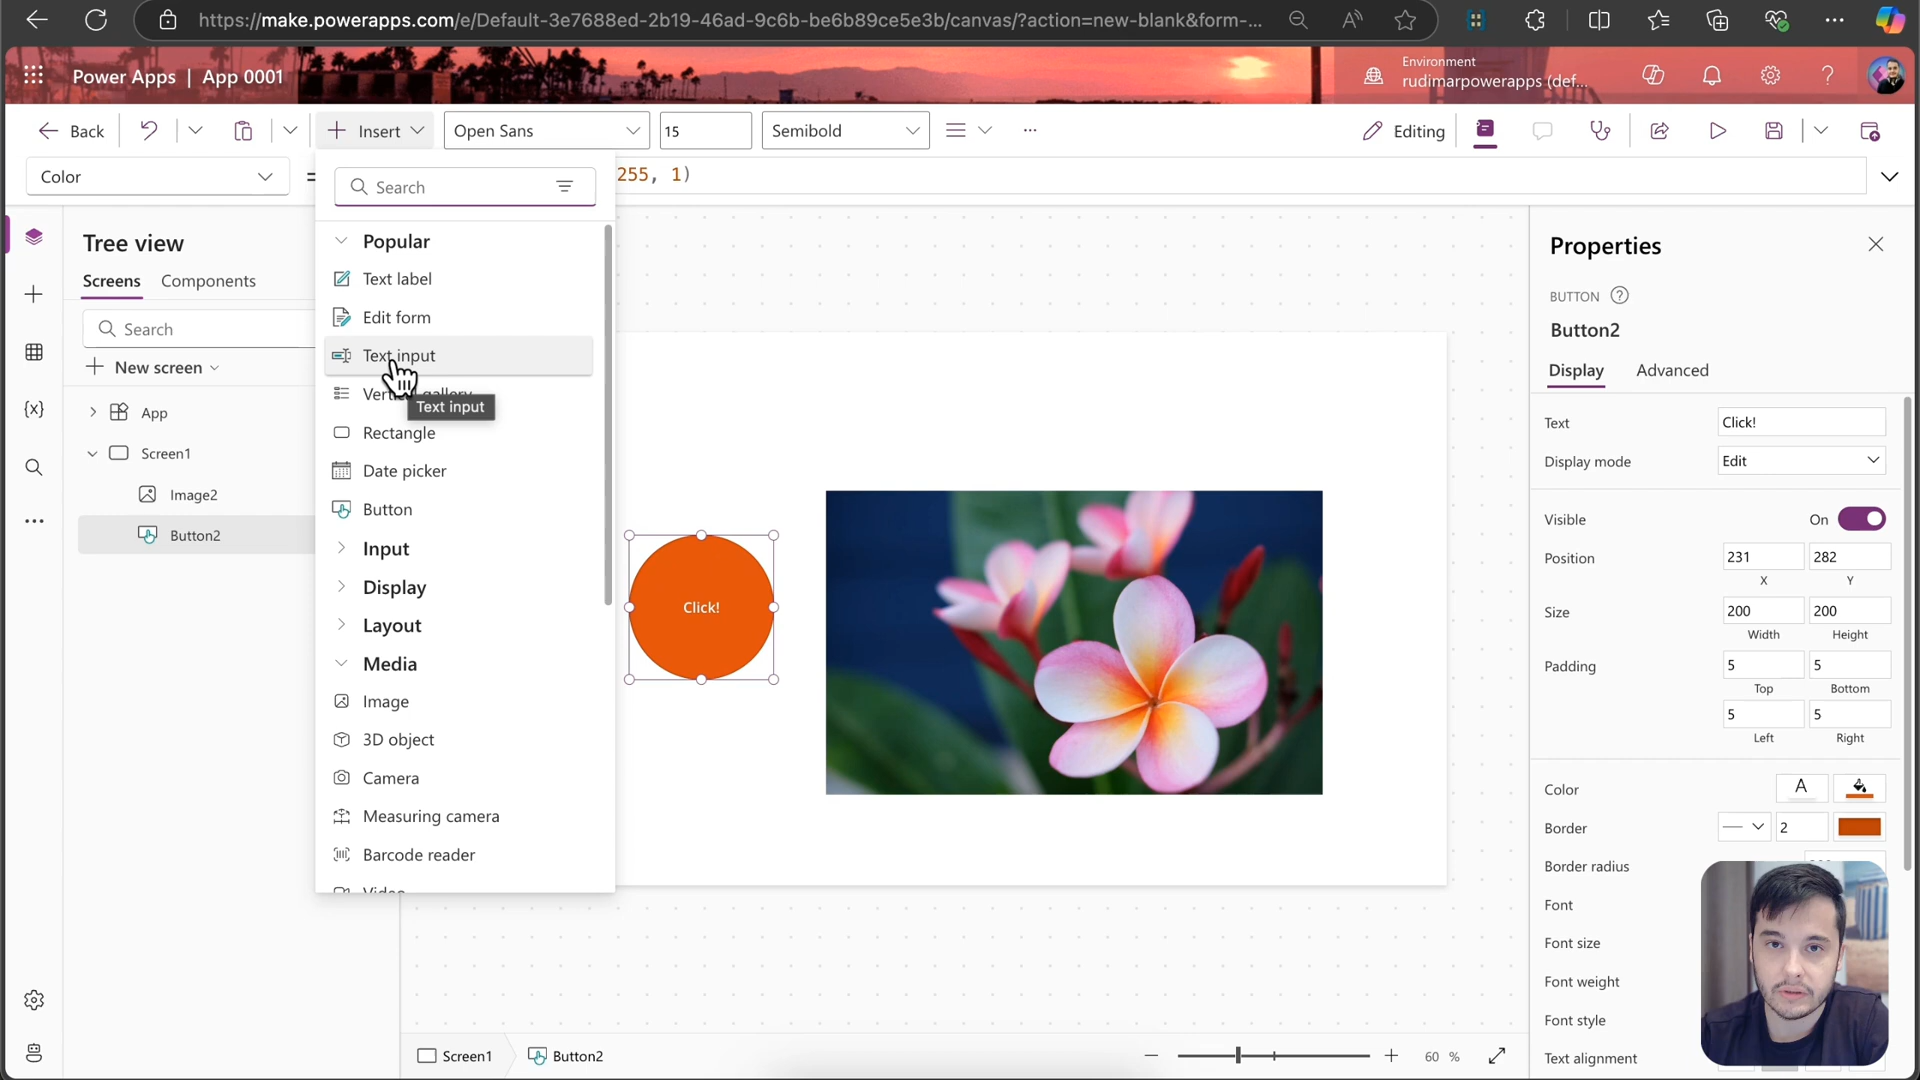 https://make.powerapps.com/e/Default-3e7688ed-2b19-46ad-9c6b-be6b89ce5e3b/canvas/?action=new-blank&form-...
Power Apps | App 0001
Environment
rudimarpowerapps (def...
Back
Insert
Open Sans
15
Semibold
Editing
Color
=
255, 1)
Search
Popular
Text label
Edit form
Text input
Text input
Rectangle
Date picker
Button
Input
Display
Layout
Media
Image
3D object
Camera
Measuring camera
Barcode reader
Video
Tree view
Screens
Components
Search
New screen
App
Screen1
Image2
Button2
Click!
Properties
BUTTON
Button2
Display
Advanced
Text
Click!
Display mode
Edit
Visible
On
Position
231
282
X
Y
Size
200
200
Width
Height
Padding
5
5
Top
Bottom
5
5
Left
Right
Color
A
Border
2
Border radius
Font
Font size
Font weight
Font style
Text alignment
Screen1
Button2
60 %